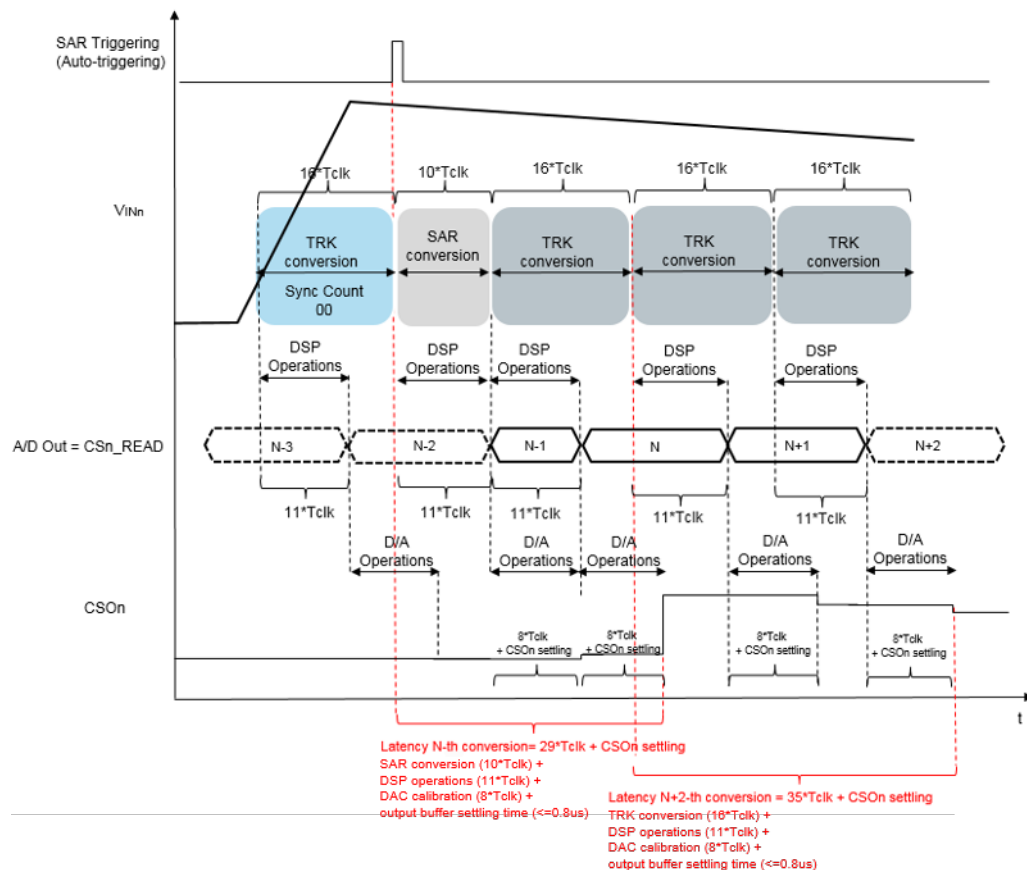 SAR Triggering
(Auto-triggering)
16*Tclk
10*Tclk
16*Tclk
16*Tclk
16*Tclk
VINn
TRK
conversion
Sync Count
00
SAR
conversion
TRK
conversion
TRK
conversion
TRK
conversion
DSP
Operations
DSP
Operations
DSP
Operations
DSP
Operations
DSP
Operations
A/D Out = CSn_READ
N-3
N-2
N-1
N
N+1
N+2
11*Tclk
11*Tclk
11*Tclk
11*Tclk
11*Tclk
D/A
Operations
D/A
Operations
D/A
Operations
D/A
Operations
D/A
Operations
CSOn
8*Tclk
+ CSOn settling
8*Tclk
+ CSOn settling
8*Tclk
+ CSOn settling
8*Tclk
+ CSOn settling
t
Latency N-th conversion= 29*Tclk + CSOn settling
SAR conversion (10*Tclk) +
DSP operations (11*Tclk) +
DAC calibration (8*Tclk) +
output buffer settling time (<=0.8us)
Latency N+2-th conversion = 35*Tclk + CSOn settling
TRK conversion (16*Tclk) +
DSP operations (11*Tclk) +
DAC calibration (8*Tclk) +
output buffer settling time (<=0.8us)